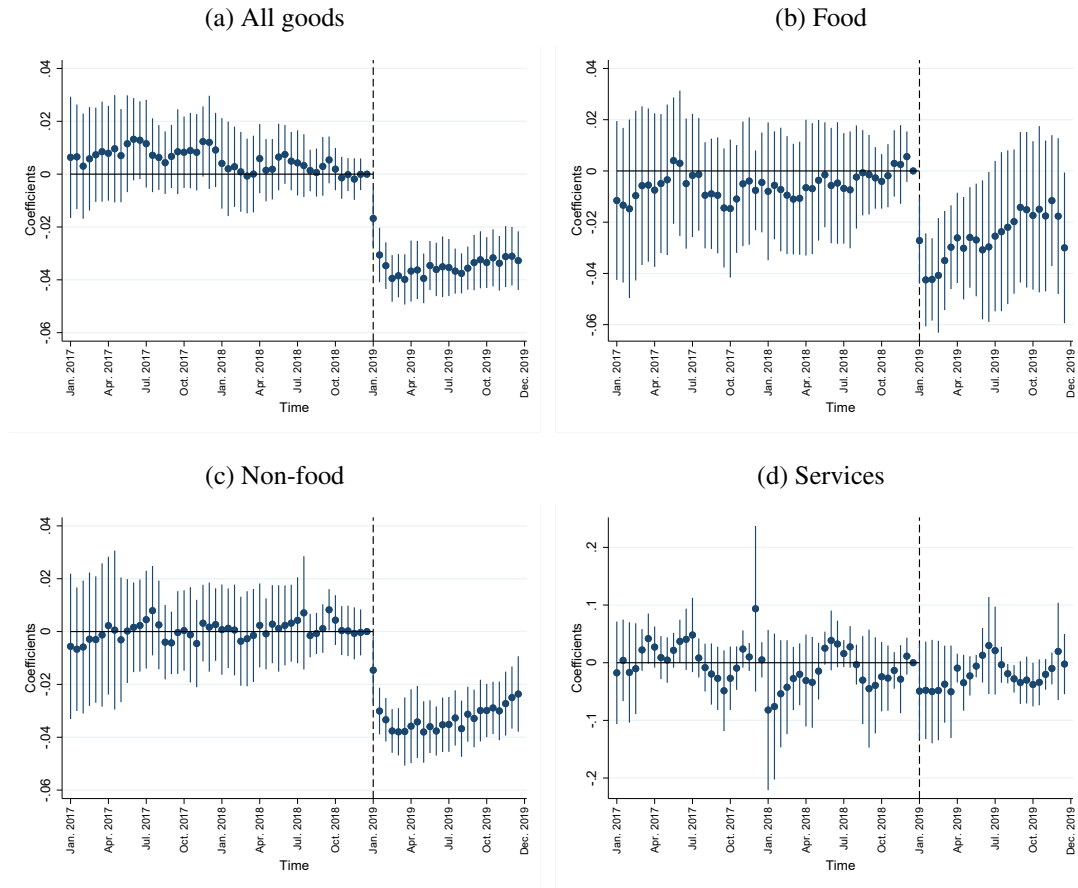 (a) All goods
Coefficients
.04
.02
0
-.02
-.04
-.06
Jan. 2017
Apr. 2017
Jul. 2017
Oct. 2017
Jan. 2018
Apr. 2018
Jul. 2018
Oct. 2018
Jan. 2019
Apr. 2019
Jul. 2019
Oct. 2019
Dec. 2019
Time
(b) Food
Coefficients
.04
.02
0
-.02
-.04
-.06
Jan. 2017
Apr. 2017
Jul. 2017
Oct. 2017
Jan. 2018
Apr. 2018
Jul. 2018
Oct. 2018
Jan. 2019
Apr. 2019
Jul. 2019
Oct. 2019
Dec. 2019
Time
(c) Non-food
Coefficients
.04
.02
0
-.02
-.04
-.06
Jan. 2017
Apr. 2017
Jul. 2017
Oct. 2017
Jan. 2018
Apr. 2018
Jul. 2018
Oct. 2018
Jan. 2019
Apr. 2019
Jul. 2019
Oct. 2019
Dec. 2019
Time
(d) Services
Coefficients
.2
.1
0
-.1
-.2
Jan. 2017
Apr. 2017
Jul. 2017
Oct. 2017
Jan. 2018
Apr. 2018
Jul. 2018
Oct. 2018
Jan. 2019
Apr. 2019
Jul. 2019
Oct. 2019
Dec. 2019
Time